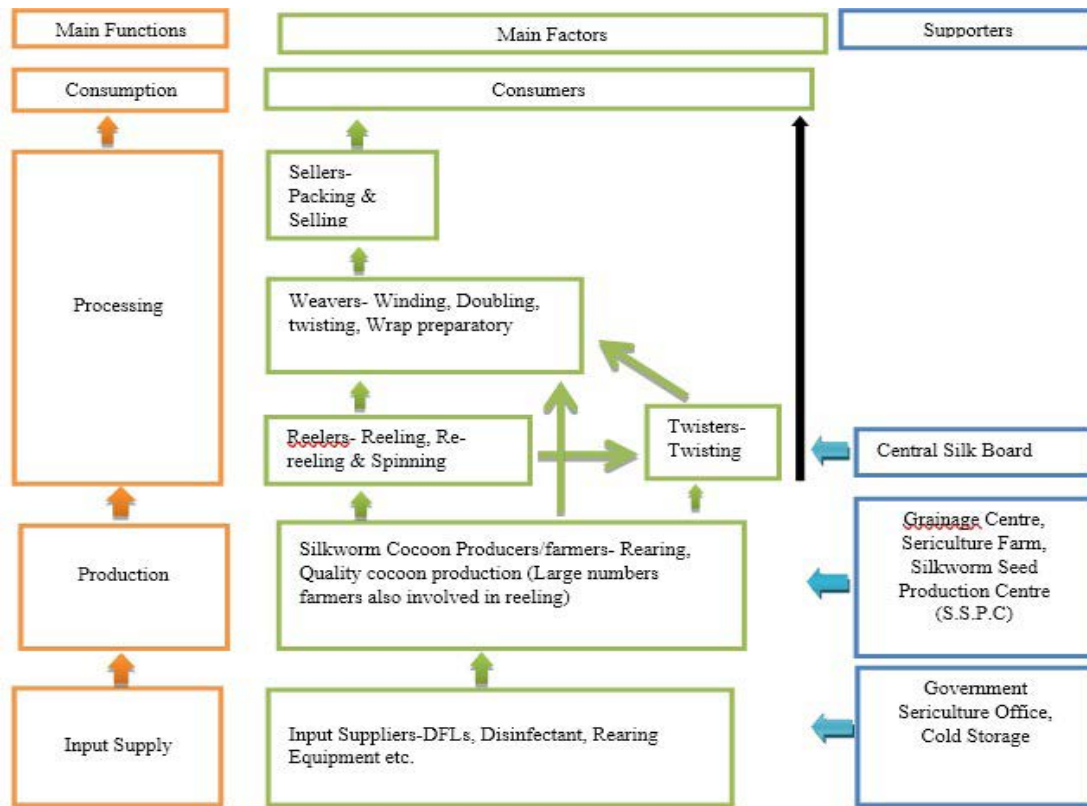 Main Functions
Main Factors
Supporters
Consumption
Consumers
Sellers-
Packing &
Selling
Processing
Weavers- Winding, Doubling,
twisting, Wrap preparatory
Reelers- Reeling, Re-
reeling & Spinning
Twisters-
Twisting
Central Silk Board
Production
Silkworm Cocoon Producers/farmers- Rearing,
Quality cocoon production (Large numbers
farmers also involved in reeling)
Grainage Centre,
Sericulture Farm,
Silkworm Seed
Production Centre
(S.S.P.C)
Input Supply
Input Suppliers-DFLs, Disinfectant, Rearing
Equipment etc.
Government
Sericulture Office,
Cold Storage